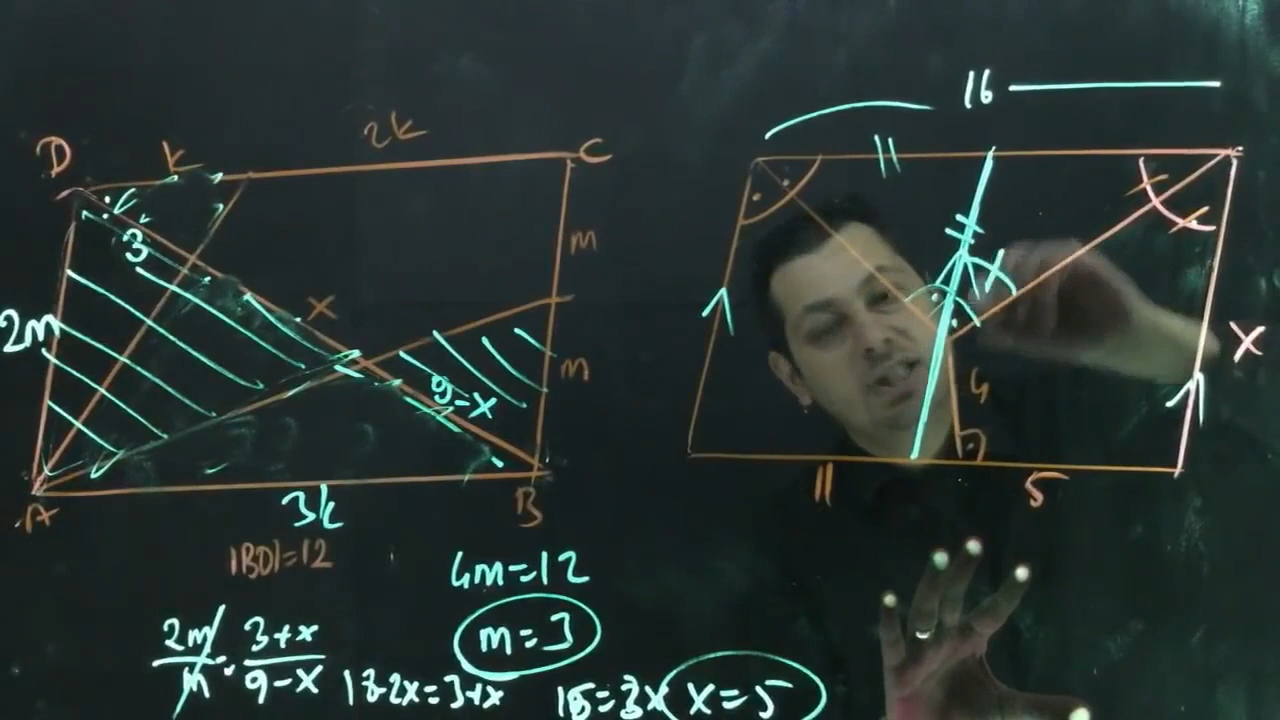 D
k
2k
C
3
x
m
2m
m
9-x
A
3k
B
|BD|=12
4m=12
m=3
2m/m = 3+x/9-x
18-2x=3+x
15=3x
x=5
16
11
x
x
4
11
5